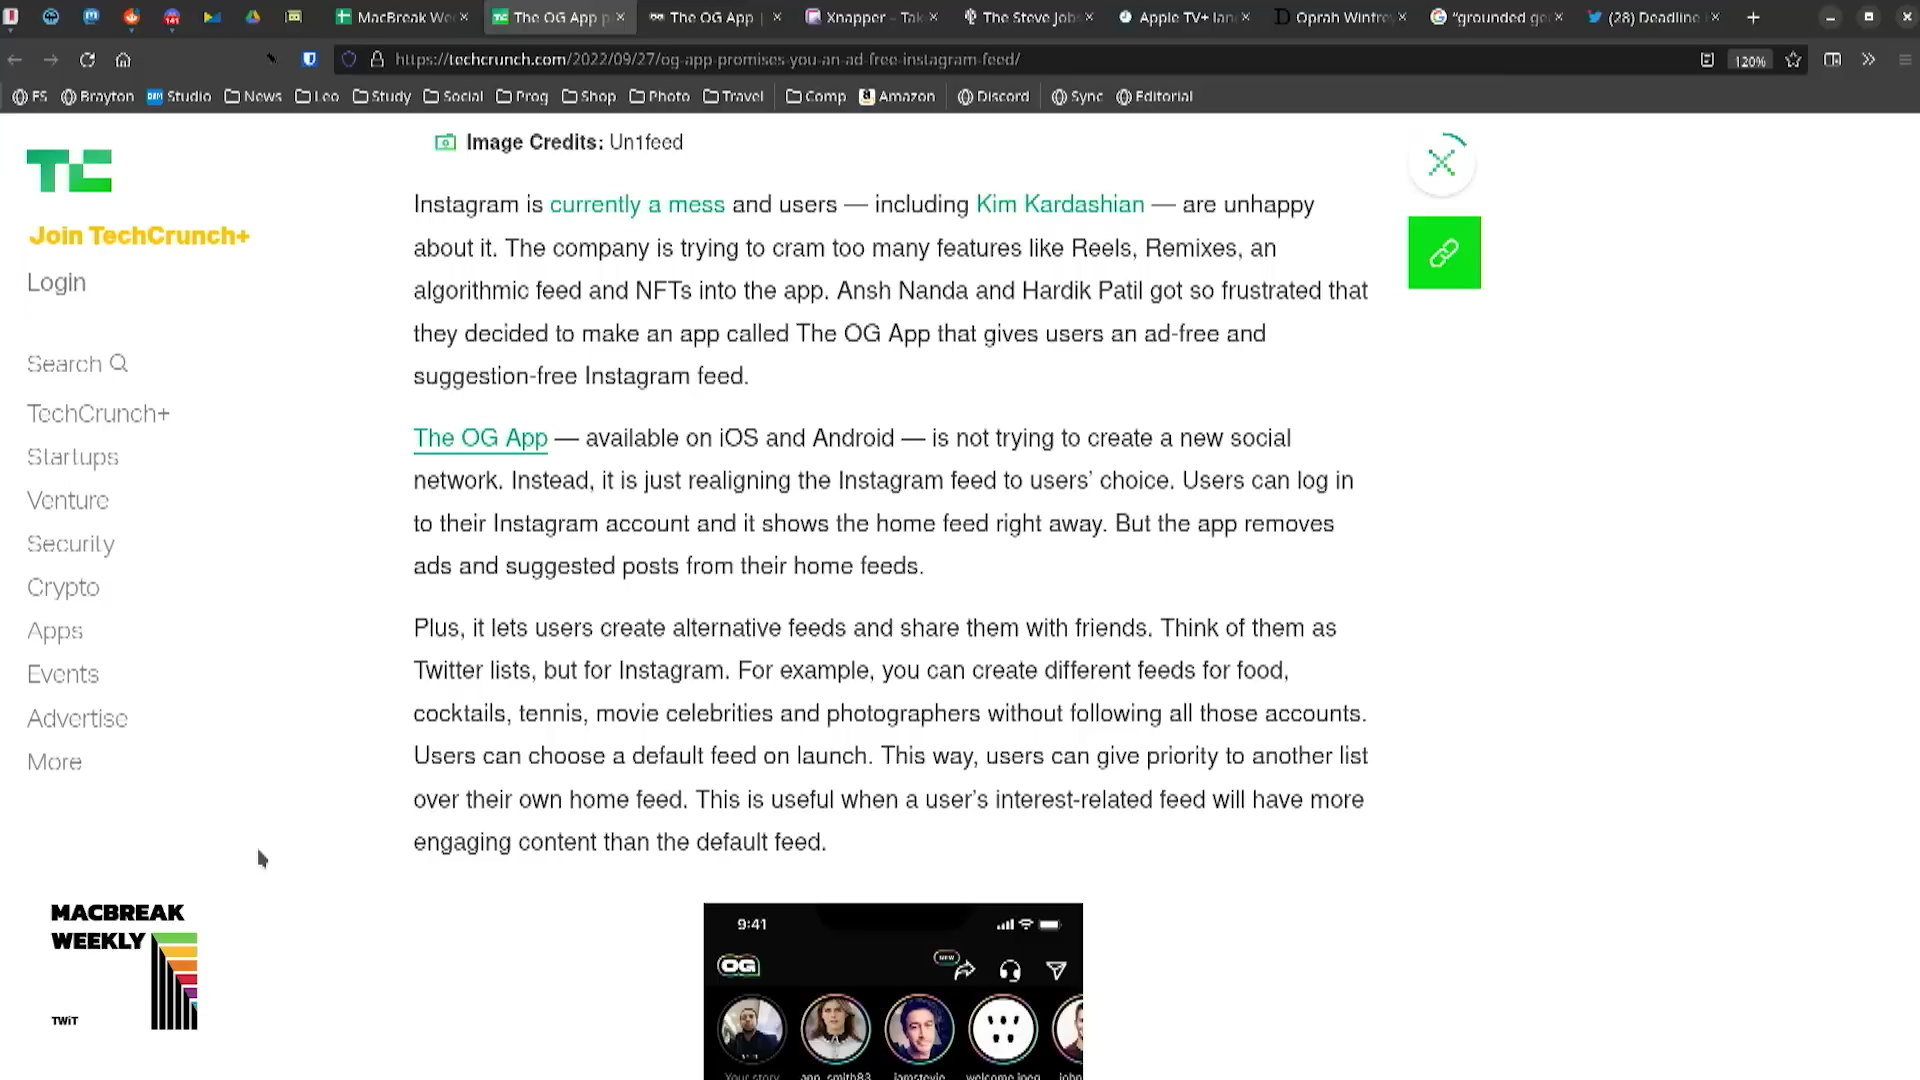 MacBreak We
The OG App p
The OG App |
Xnapper – Tak
The Steve Jobs
Apple TV+ lan
Oprah Winfre
"grounded ge
(28) Deadline
141
https://techcrunch.com/2022/09/27/og-app-promises-you-an-ad-free-instagram-feed/
120%
FS
Brayton
Studio
News
Leo
Study
Social
Prog
Shop
Photo
Travel
Comp
Amazon
Discord
Sync
Editorial
TC
Join TechCrunch+
Login
Search
TechCrunch+
Startups
Venture
Security
Crypto
Apps
Events
Advertise
More
Image Credits: Un1feed
Instagram is currently a mess and users — including Kim Kardashian — are unhappy
about it. The company is trying to cram too many features like Reels, Remixes, an
algorithmic feed and NFTs into the app. Ansh Nanda and Hardik Patil got so frustrated that
they decided to make an app called The OG App that gives users an ad-free and
suggestion-free Instagram feed.
The OG App — available on iOS and Android — is not trying to create a new social
network. Instead, it is just realigning the Instagram feed to users’ choice. Users can log in
to their Instagram account and it shows the home feed right away. But the app removes
ads and suggested posts from their home feeds.
Plus, it lets users create alternative feeds and share them with friends. Think of them as
Twitter lists, but for Instagram. For example, you can create different feeds for food,
cocktails, tennis, movie celebrities and photographers without following all those accounts.
Users can choose a default feed on launch. This way, users can give priority to another list
over their own home feed. This is useful when a user’s interest-related feed will have more
engaging content than the default feed.
9:41
OG
NEW
Your story
app_smith83
iamstevie
welcome.jpeg
john
MACBREAK
WEEKLY
TWiT